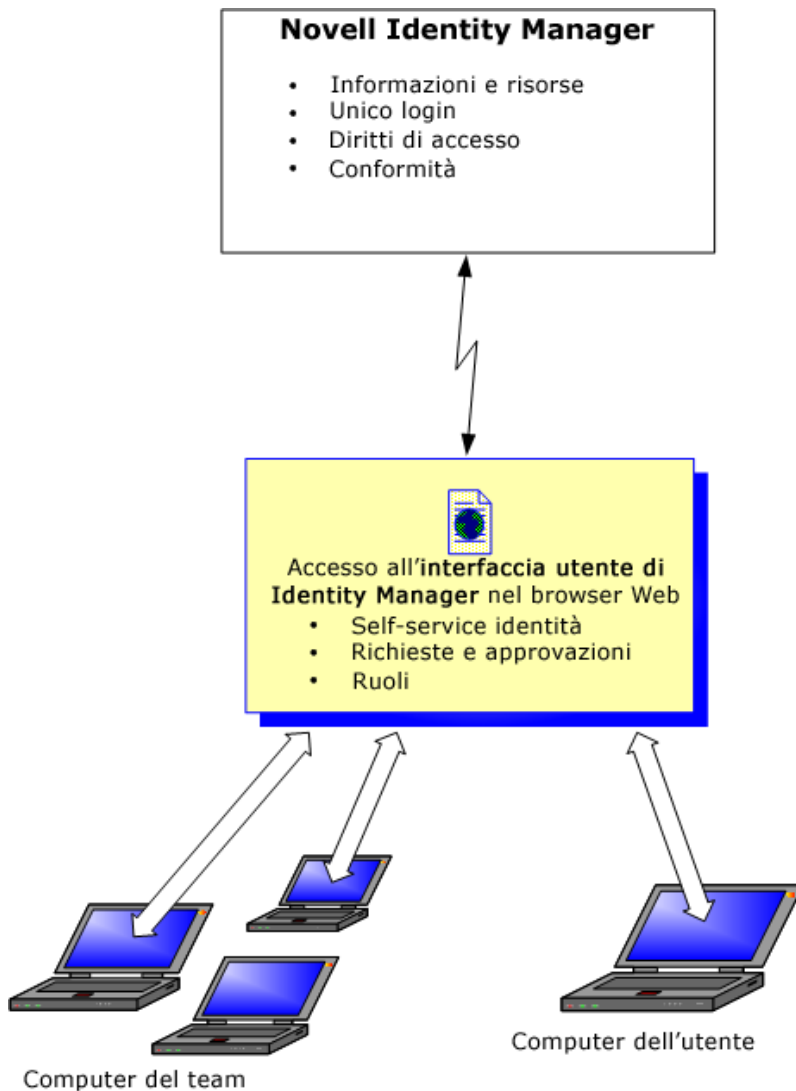 Novell Identity Manager
• Informazioni e risorse
• Unico login
• Diritti di accesso
• Conformità
Accesso all'interfaccia utente di
Identity Manager nel browser Web
• Self-service identità
• Richieste e approvazioni
• Ruoli
Computer dell'utente
Computer del team